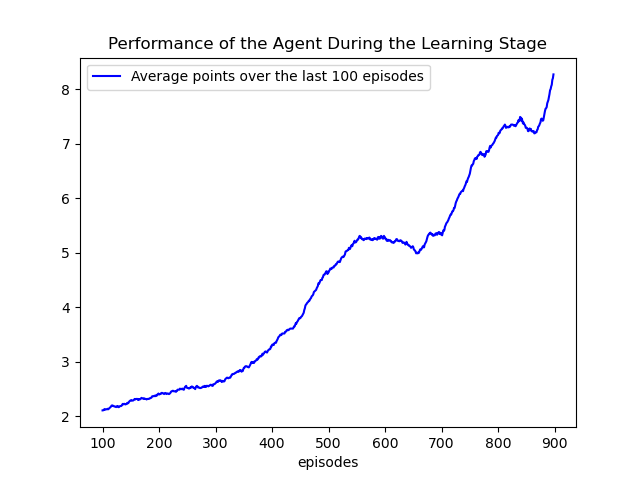 Performance of the Agent During the Learning Stage
Average points over the last 100 episodes
8
7
6
5
4
3
2
100 200 300 400 500 600 700 800 900
episodes